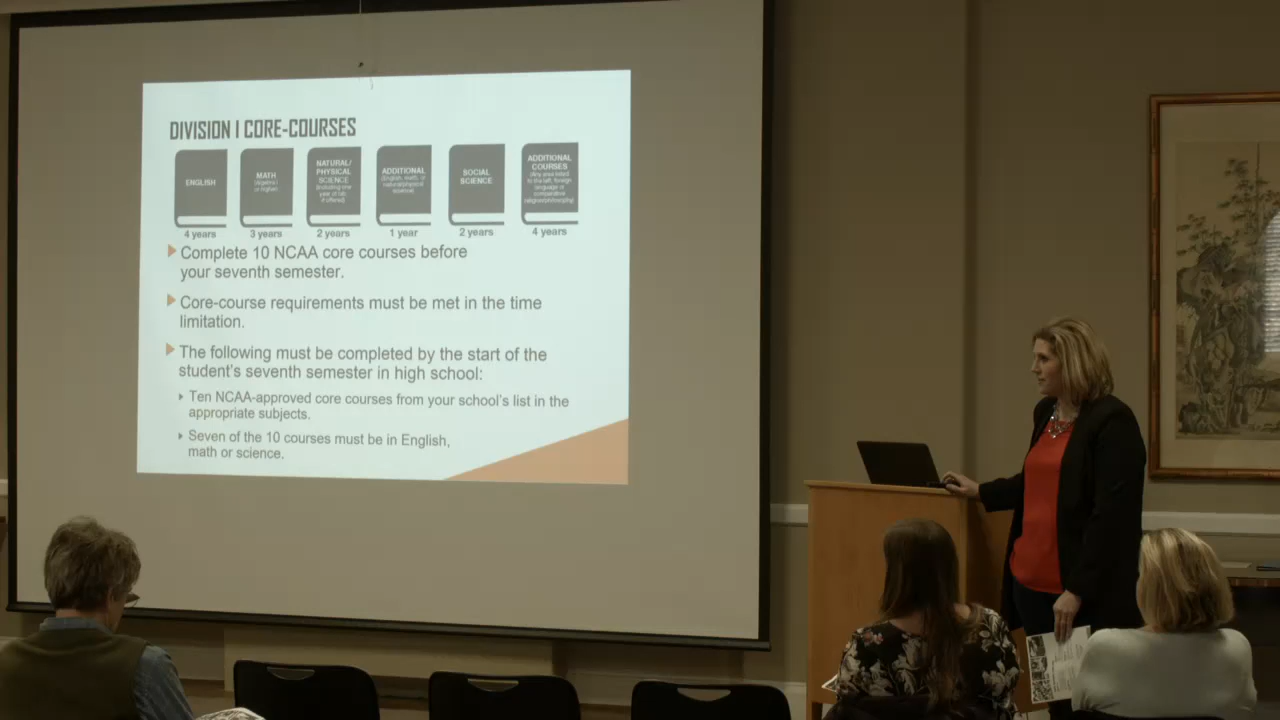 DIVISION I CORE-COURSES
ENGLISH
MATH
(Algebra I
or higher)
NATURAL/
PHYSICAL
SCIENCE
(Including one
year of lab
if offered)
ADDITIONAL
(English, math, or
natural/physical
science)
SOCIAL
SCIENCE
ADDITIONAL
COURSES
(Any area listed
to the left, foreign
language or
comparative
religion/philosophy)
4 years
3 years
2 years
1 year
2 years
4 years
Complete 10 NCAA core courses before
your seventh semester.
Core-course requirements must be met in the time
limitation.
The following must be completed by the start of the
student's seventh semester in high school:
Ten NCAA-approved core courses from your school's list in the
appropriate subjects.
Seven of the 10 courses must be in English,
math or science.